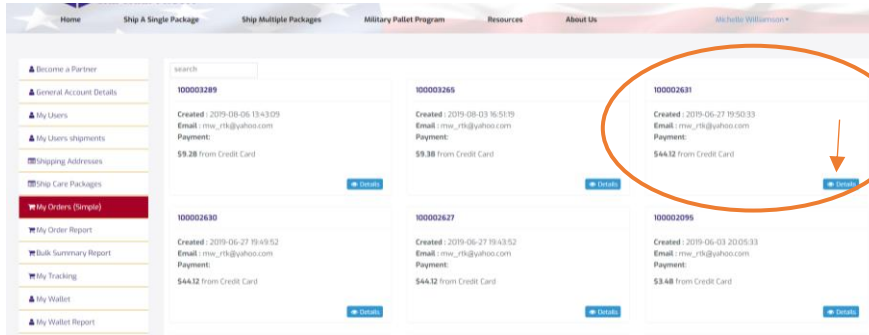 Home Ship A Single Package Ship Multiple Packages Military Pallet Program Resources About Us Michelle Williamson
Become a Partner
General Account Details
My Users
My Users shipments
Shipping Addresses
Ship Care Packages
My Orders (Simple)
My Order Report
Bulk Summary Report
My Tracking
My Wallet
My Wallet Report
search
100003289
Created : 2019-08-06 13:43:09
Email : mw_rtk@yahoo.com
Payment:
$9.28 from Credit Card
Details
100003265
Created : 2019-08-03 16:51:19
Email : mw_rtk@yahoo.com
Payment:
$9.38 from Credit Card
Details
100002631
Created : 2019-06-27 19:50:33
Email : mw_rtk@yahoo.com
Payment:
$44.12 from Credit Card
Details
100002630
Created : 2019-06-27 19:49:52
Email : mw_rtk@yahoo.com
Payment:
$44.12 from Credit Card
Details
100002627
Created : 2019-06-27 19:43:52
Email : mw_rtk@yahoo.com
Payment:
$44.12 from Credit Card
Details
100002095
Created : 2019-06-03 20:05:33
Email : mw_rtk@yahoo.com
Payment:
$3.48 from Credit Card
Details